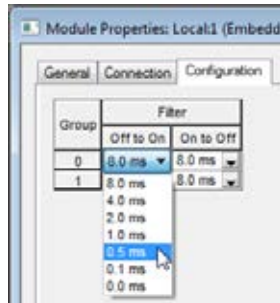 Module Properties: Local:1 (Embedd
General Connection Configuration
Group Filter
Off to On On to Off
0 8.0 ms 8.0 ms
1 8.0 ms 8.0 ms
4.0 ms
2.0 ms
1.0 ms
0.5 ms
0.1 ms
0.0 ms